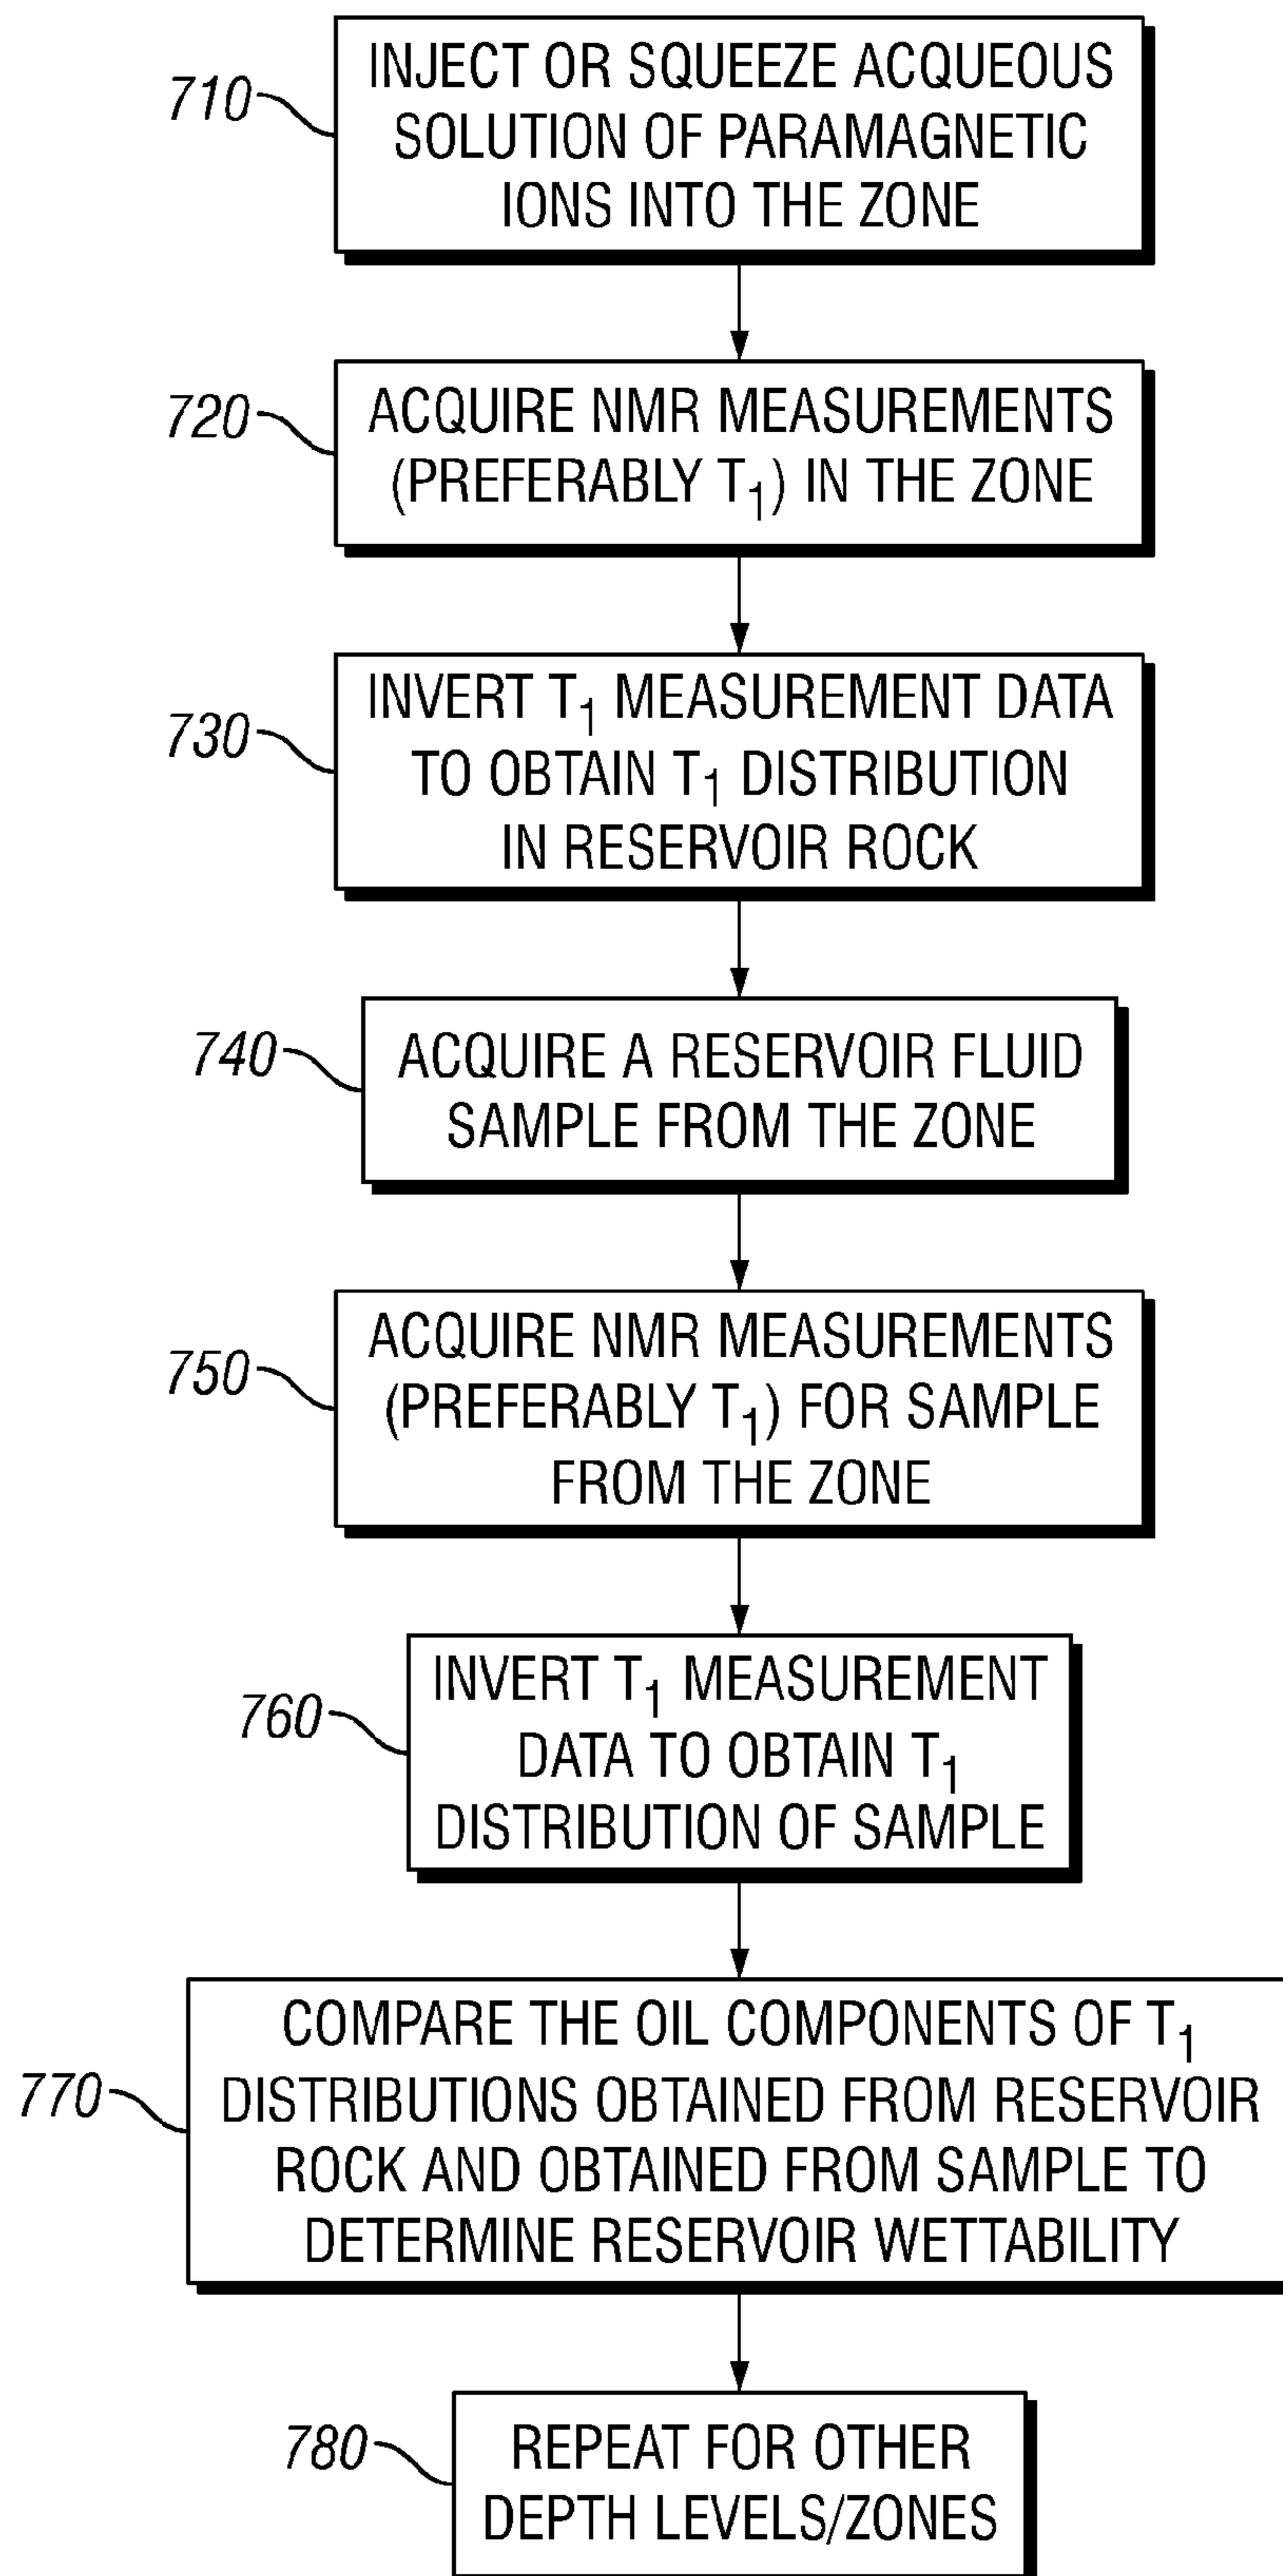 710
INJECT OR SQUEEZE ACQUEOUS
SOLUTION OF PARAMAGNETIC
IONS INTO THE ZONE
720
ACQUIRE NMR MEASUREMENTS
(PREFERABLY T1) IN THE ZONE
730
INVERT T1 MEASUREMENT DATA
TO OBTAIN T1 DISTRIBUTION
IN RESERVOIR ROCK
740
ACQUIRE A RESERVOIR FLUID
SAMPLE FROM THE ZONE
750
ACQUIRE NMR MEASUREMENTS
(PREFERABLY T1) FOR SAMPLE
FROM THE ZONE
760
INVERT T1 MEASUREMENT
DATA TO OBTAIN T1
DISTRIBUTION OF SAMPLE
770
COMPARE THE OIL COMPONENTS OF T1
DISTRIBUTIONS OBTAINED FROM RESERVOIR
ROCK AND OBTAINED FROM SAMPLE TO
DETERMINE RESERVOIR WETTABILITY
780
REPEAT FOR OTHER
DEPTH LEVELS/ZONES